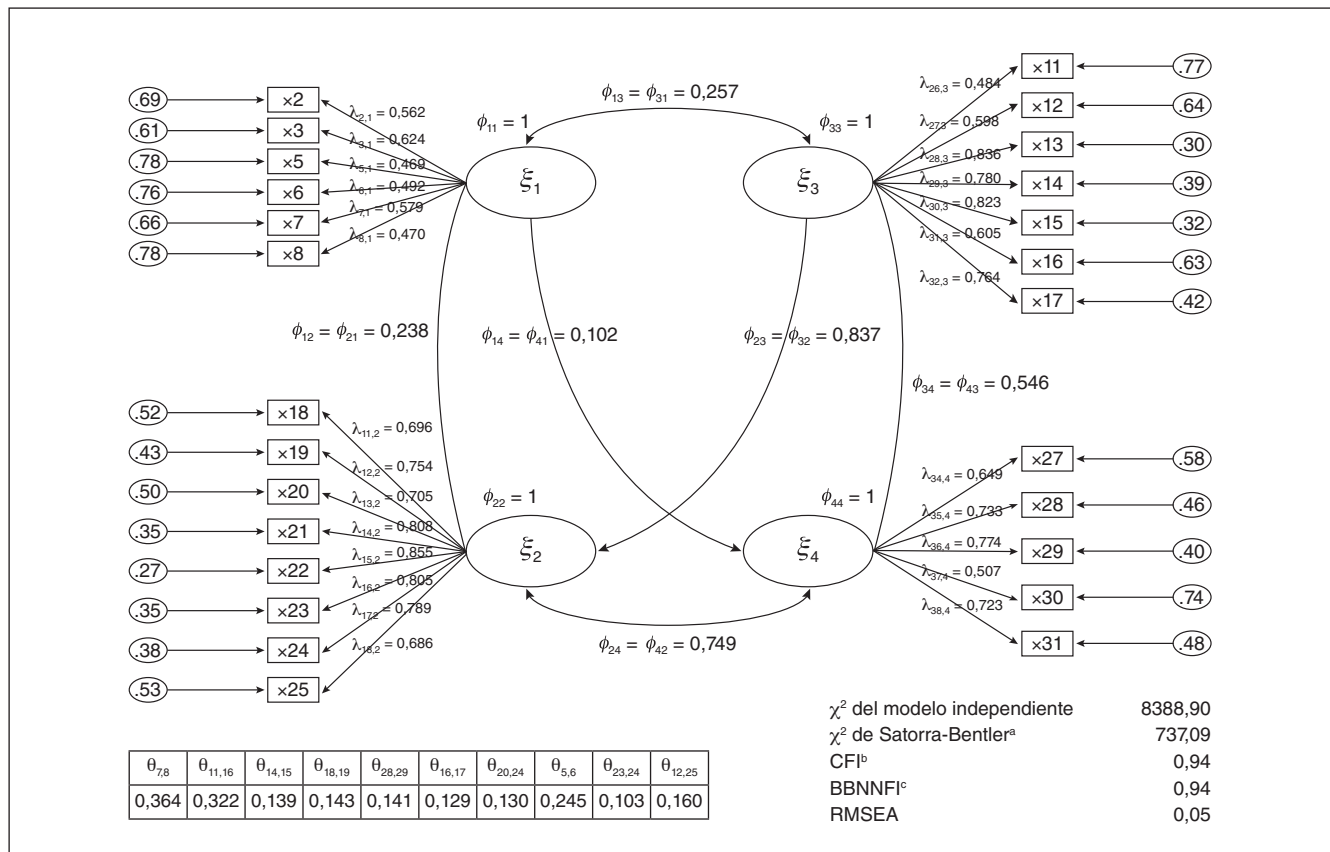 .69 ×2 λ2,1 = 0,562
.61 ×3 λ3,1 = 0,624
.78 ×5 λ5,1 = 0,469
.76 ×6 λ6,1 = 0,492
.66 ×7 λ7,1 = 0,579
.78 ×8 λ8,1 = 0,470
ϕ13 = ϕ31 = 0,257
ϕ11 = 1
ξ1
ϕ33 = 1
ξ3
λ26,3 = 0,484 ×11 .77
λ27,3 = 0,598 ×12 .64
λ28,3 = 0,836 ×13 .30
λ29,3 = 0,780 ×14 .39
λ30,3 = 0,823 ×15 .32
λ31,3 = 0,605 ×16 .63
λ32,3 = 0,764 ×17 .42
ϕ12 = ϕ21 = 0,238
ϕ14 = ϕ41 = 0,102
ϕ23 = ϕ32 = 0,837
ϕ34 = ϕ43 = 0,546
.52 ×18 λ11,2 = 0,696
.43 ×19 λ12,2 = 0,754
.50 ×20 λ13,2 = 0,705
.35 ×21 λ14,2 = 0,808
.27 ×22 λ15,2 = 0,855
.35 ×23 λ16,2 = 0,805
.38 ×24 λ17,2 = 0,789
.53 ×25 λ18,2 = 0,686
ϕ22 = 1
ξ2
ϕ44 = 1
ξ4
λ34,4 = 0,649 ×27 .58
λ35,4 = 0,733 ×28 .46
λ36,4 = 0,774 ×29 .40
λ37,4 = 0,507 ×30 .74
λ38,4 = 0,723 ×31 .48
ϕ24 = ϕ42 = 0,749
θ7,8 θ11,16 θ14,15 θ18,19 θ28,29 θ16,17 θ20,24 θ5,6 θ23,24 θ12,25
0,364 0,322 0,139 0,143 0,141 0,129 0,130 0,245 0,103 0,160
χ² del modelo independiente 8388,90
χ² de Satorra-Bentlerᵃ 737,09
CFIᵇ 0,94
BBNNFIᶜ 0,94
RMSEA 0,05